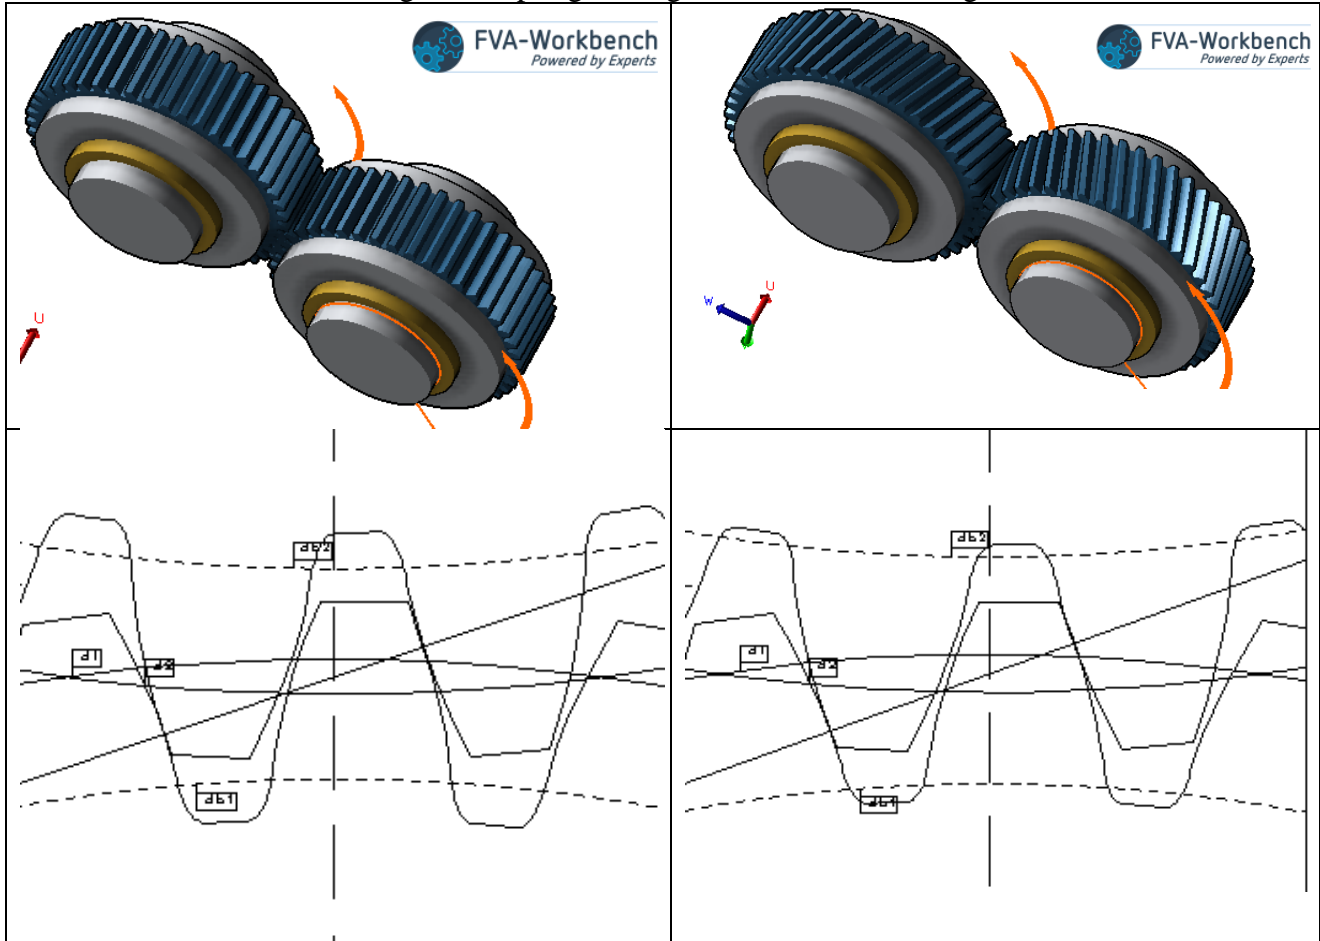 FVA-Workbench
Powered by Experts
FVA-Workbench
Powered by Experts
U
W
U
db2
d1
d2
db1
db2
d1
d2
db1